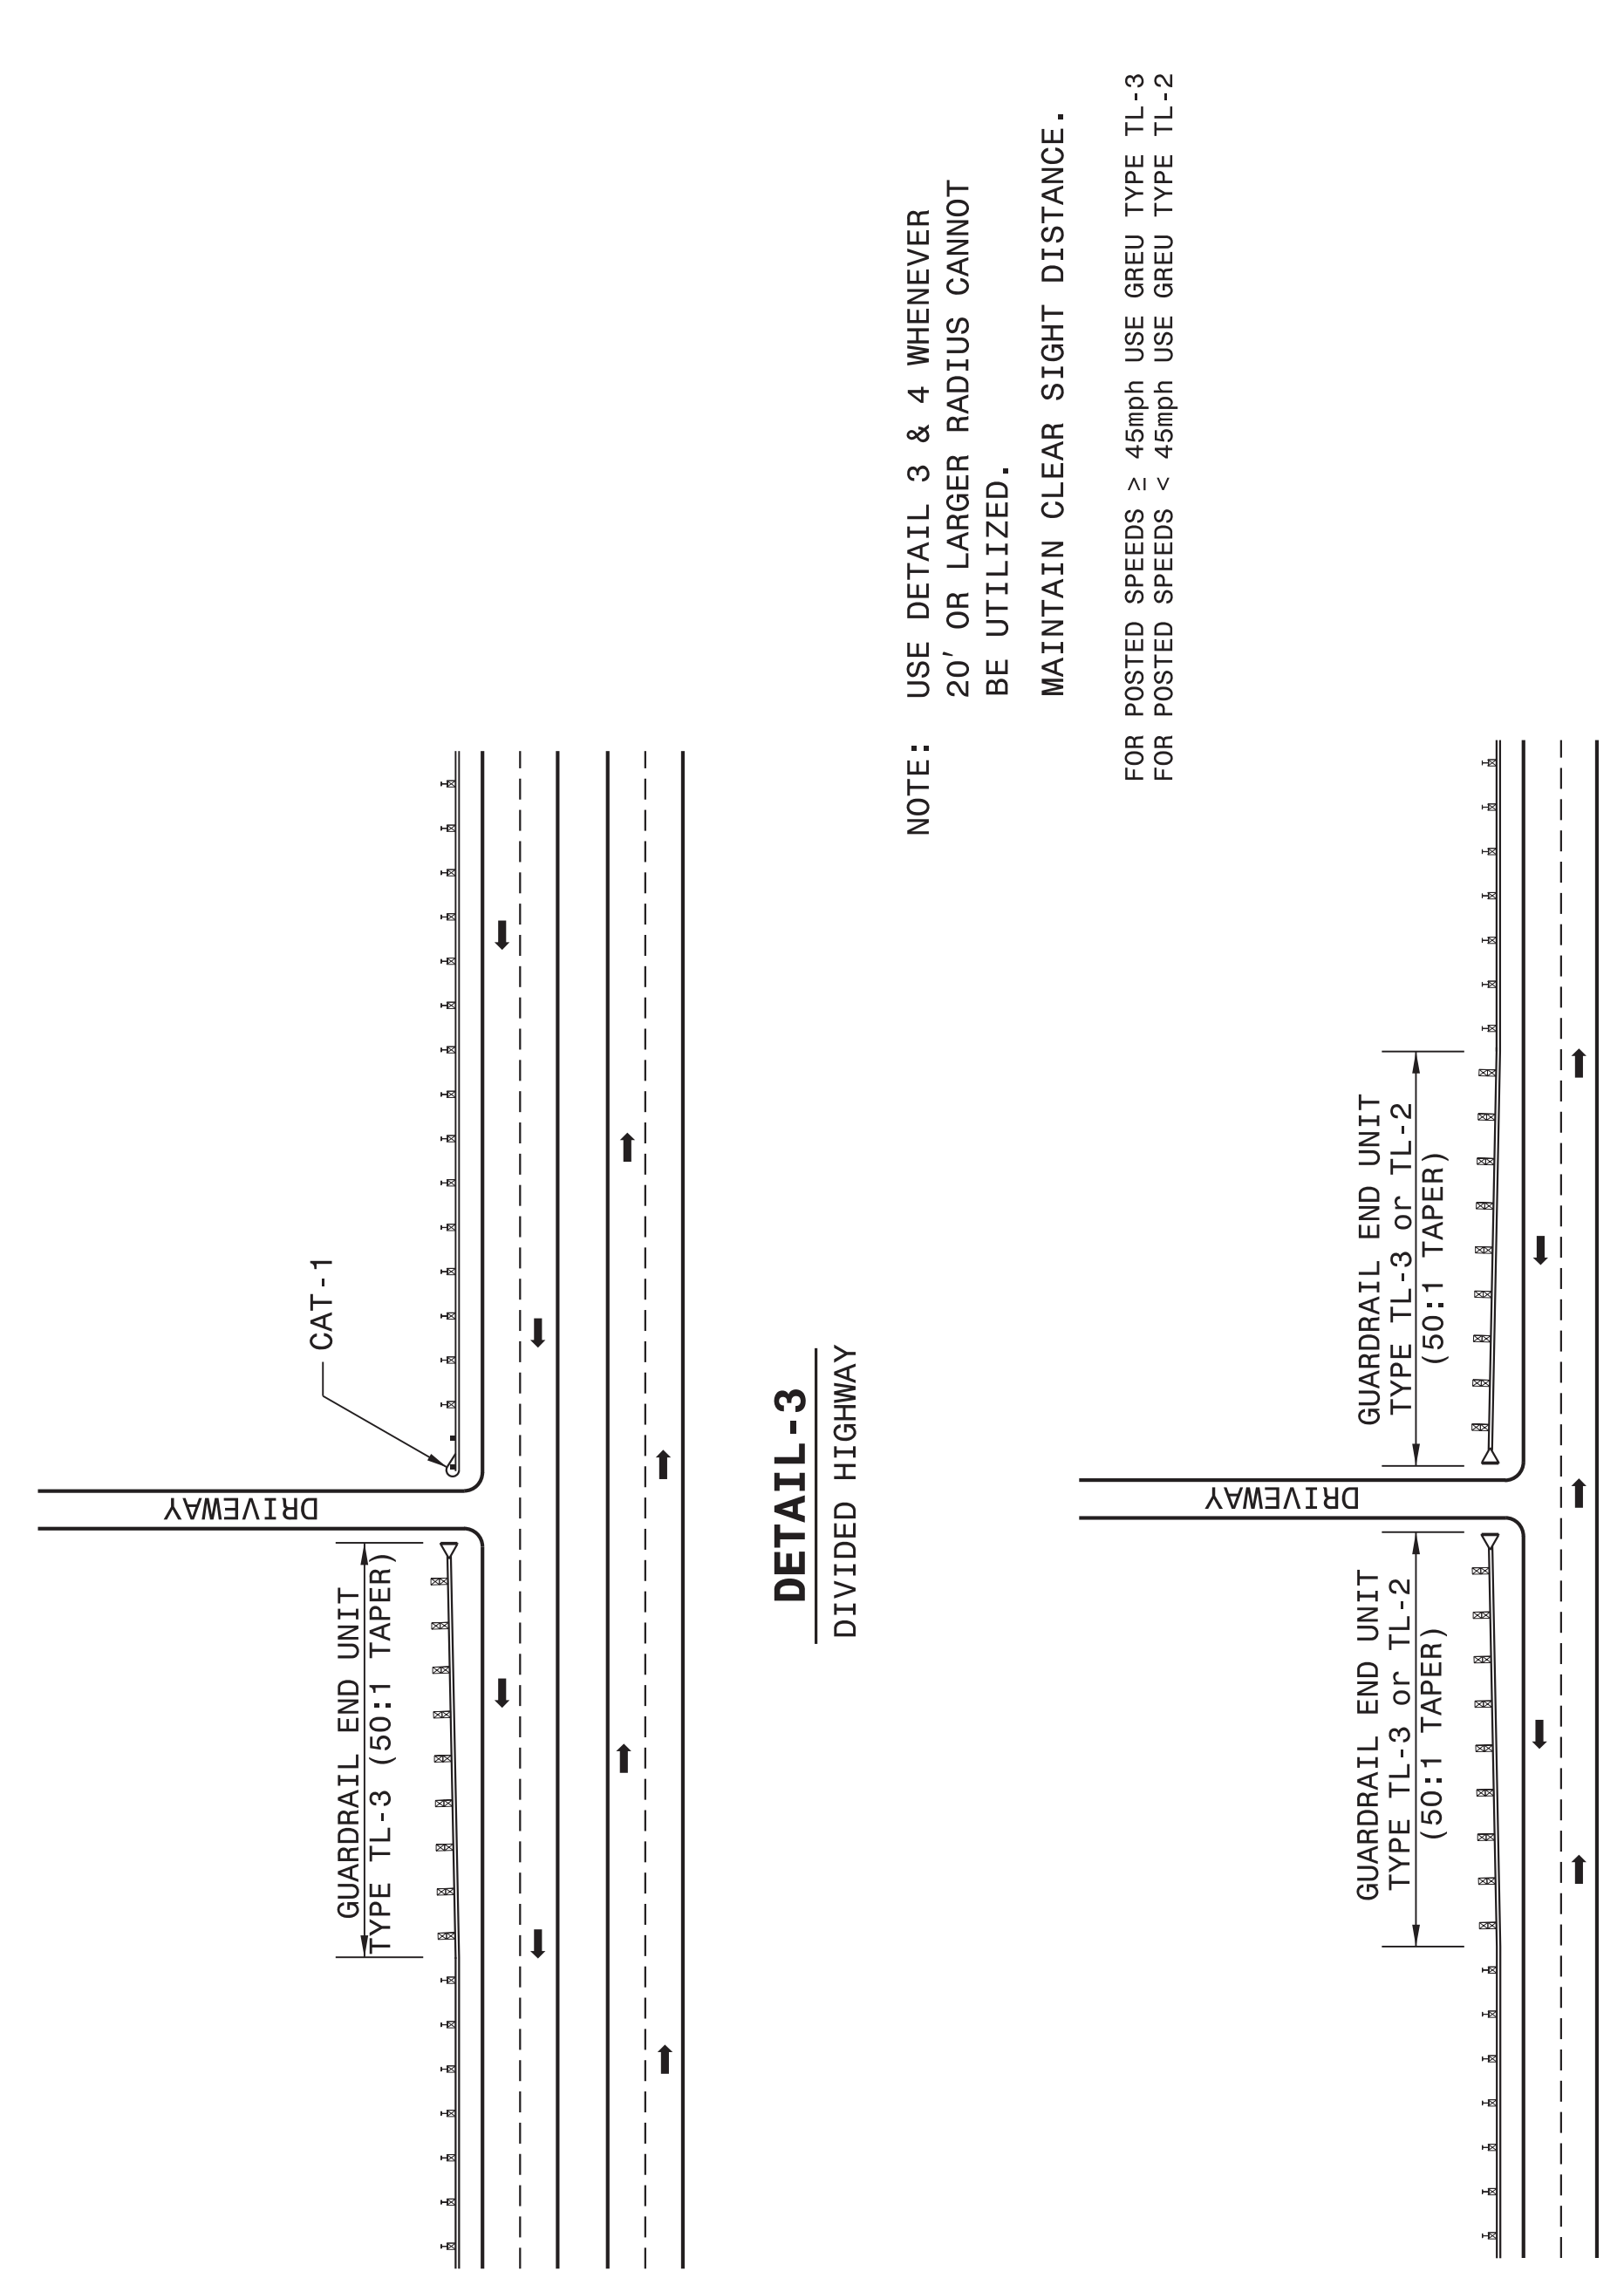 DRIVEWAY
CAT-1
GUARDRAIL END UNIT
TYPE TL-3 (50:1 TAPER)
DETAIL-3
DIVIDED HIGHWAY
NOTE: USE DETAIL 3 & 4 WHENEVER
20' OR LARGER RADIUS CANNOT
BE UTILIZED.
MAINTAIN CLEAR SIGHT DISTANCE.
FOR POSTED SPEEDS ≥ 45mph USE GREU TYPE TL-3
FOR POSTED SPEEDS < 45mph USE GREU TYPE TL-2
DRIVEWAY
GUARDRAIL END UNIT
TYPE TL-3 or TL-2
(50:1 TAPER)
GUARDRAIL END UNIT
TYPE TL-3 or TL-2
(50:1 TAPER)